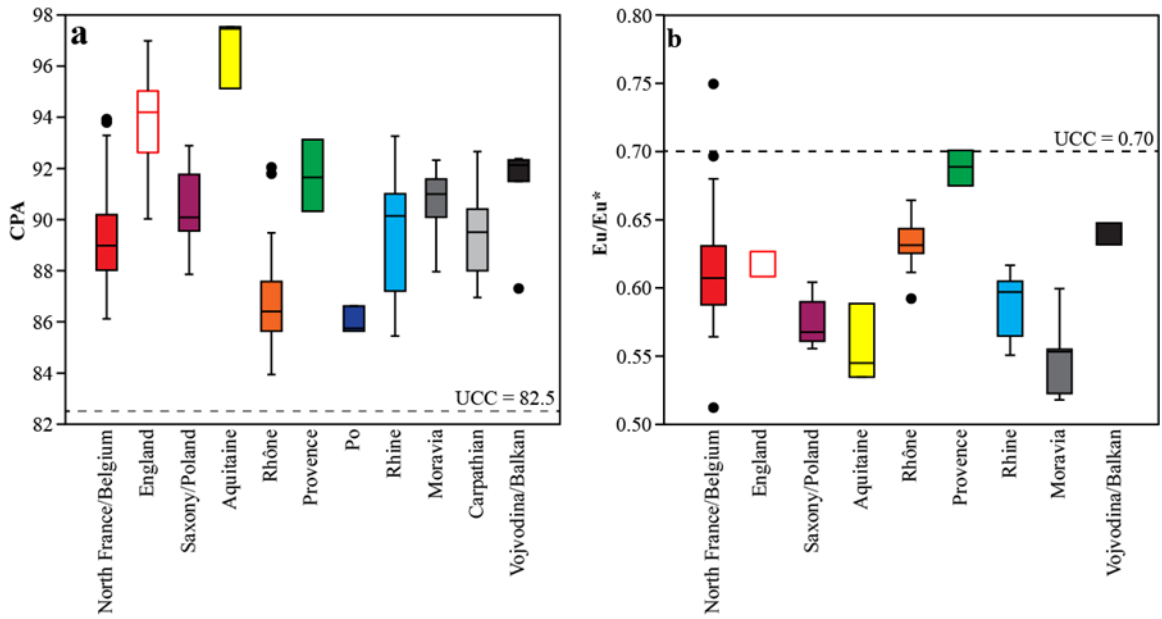 a
CPA
98
96
94
92
90
88
86
84
82
UCC = 82.5
North France/Belgium
England
Saxony/Poland
Aquitaine
Rhône
Provence
Po
Rhine
Moravia
Carpathian
Vojvodina/Balkan
b
Eu/Eu*
0.80
0.75
0.70
0.65
0.60
0.55
0.50
UCC = 0.70
North France/Belgium
England
Saxony/Poland
Aquitaine
Rhône
Provence
Rhine
Moravia
Vojvodina/Balkan